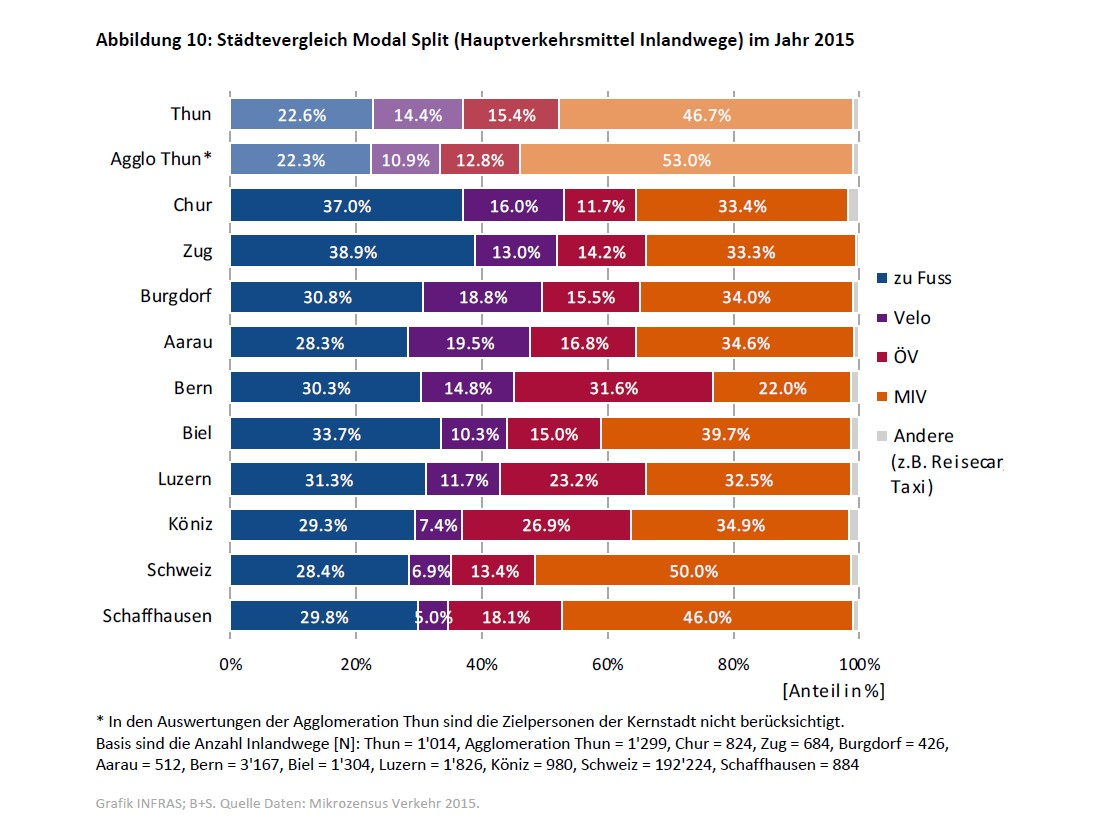 Abbildung 10: Städtevergleich Modal Split (Hauptverkehrsmittel Inlandwege) im Jahr 2015
Thun 22.6% 14.4% 15.4% 46.7%
Agglo Thun* 22.3% 10.9% 12.8% 53.0%
Chur 37.0% 16.0% 11.7% 33.4%
Zug 38.9% 13.0% 14.2% 33.3%
Burgdorf 30.8% 18.8% 15.5% 34.0%
Aarau 28.3% 19.5% 16.8% 34.6%
Bern 30.3% 14.8% 31.6% 22.0%
Biel 33.7% 10.3% 15.0% 39.7%
Luzern 31.3% 11.7% 23.2% 32.5%
Köniz 29.3% 7.4% 26.9% 34.9%
Schweiz 28.4% 6.9% 13.4% 50.0%
Schaffhausen 29.8% 5.0% 18.1% 46.0%
0% 20% 40% 60% 80% 100%
[Anteil in %]
zu Fuss
Velo
ÖV
MIV
Andere
(z.B. Reisecar
Taxi)
* In den Auswertungen der Agglomeration Thun sind die Zielpersonen der Kernstadt nicht berücksichtigt.
Basis sind die Anzahl Inlandwege [N]: Thun = 1'014, Agglomeration Thun = 1'299, Chur = 824, Zug = 684, Burgdorf = 426,
Aarau = 512, Bern = 3'167, Biel = 1'304, Luzern = 1'826, Köniz = 980, Schweiz = 192'224, Schaffhausen = 884
Grafik INFRAS; B+S. Quelle Daten: Mikrozensus Verkehr 2015.